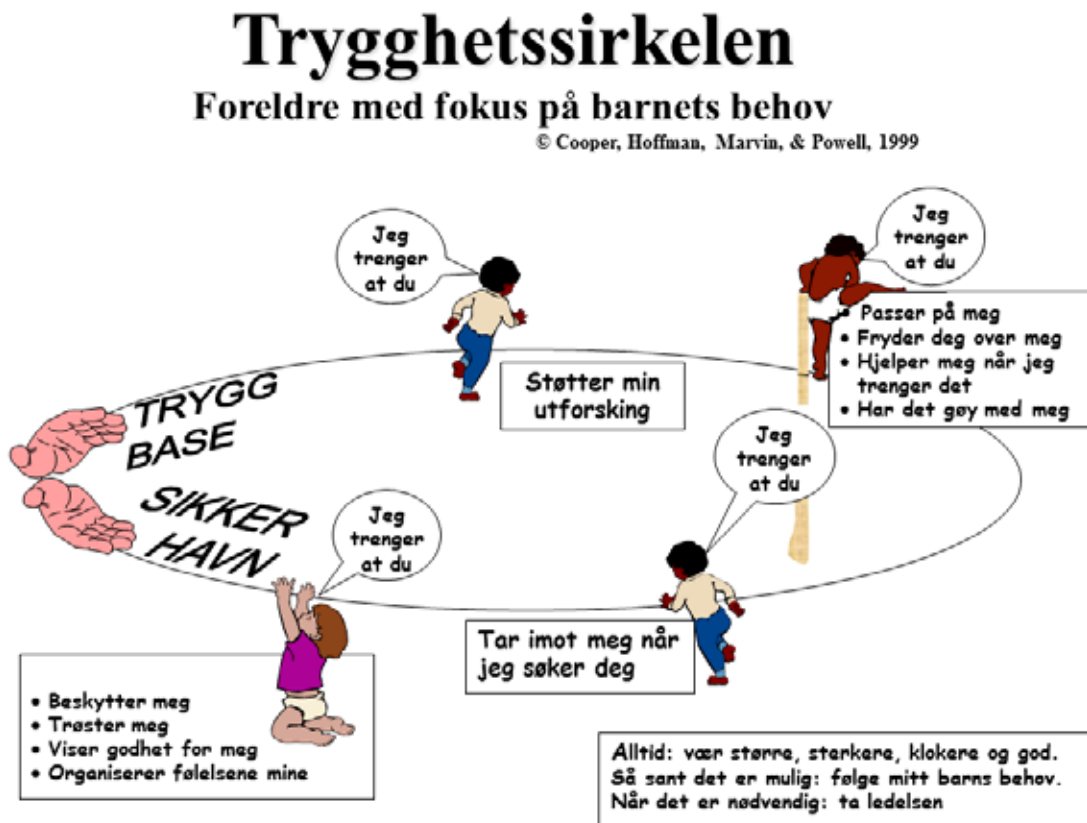 Trygghetssirkelen
Foreldre med fokus på barnets behov
© Cooper, Hoffman, Marvin, & Powell, 1999
Jeg
trenger
at du
Støtter min
utforsking
Jeg
trenger
at du
• Passer på meg
• Fryder deg over meg
• Hjelper meg når jeg
trenger det
• Har det gøy med meg
TRYGG
BASE
SIKKER
HAVN
Jeg
trenger
at du
Tar imot meg når
jeg søker deg
Jeg
trenger
at du
• Beskytter meg
• Trøster meg
• Viser godhet for meg
• Organiserer følelsene mine
Alltid: vær større, sterkere, klokere og god.
Så sant det er mulig: følge mitt barns behov.
Når det er nødvendig: ta ledelsen